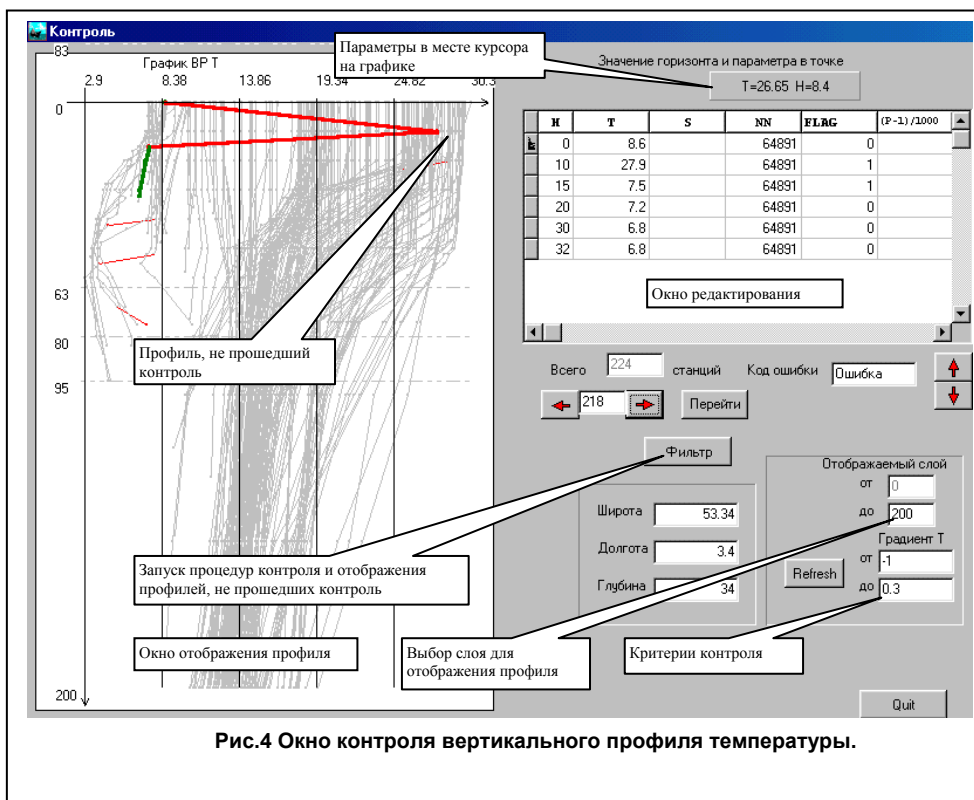 Контроль
Параметры в месте курсора
на графике
83
График ВР Т
2.9 8.38 13.86 19.34 24.82 30.3
0
63
80
95
200
Значение горизонта и параметра в точке
T=26.65 H=8.4
H T S NN FLAG (P-1)/1000
0 8.6 64891 0
10 27.9 64891 1
15 7.5 64891 1
20 7.2 64891 0
30 6.8 64891 0
32 6.8 64891 0
Окно редактирования
Профиль, не прошедший
контроль
Всего 224 станций Код ошибки Ошибка
218 Перейти
Фильтр
Отображаемый слой
от 0
до 200
Градиент Т
от -1
до 0.3
Refresh
Широта 53.34
Долгота 3.4
Глубина 34
Запуск процедур контроля и отображения
профилей, не прошедших контроль
Окно отображения профиля
Выбор слоя для
отображения профиля
Критерии контроля
Quit
Рис.4 Окно контроля вертикального профиля температуры.